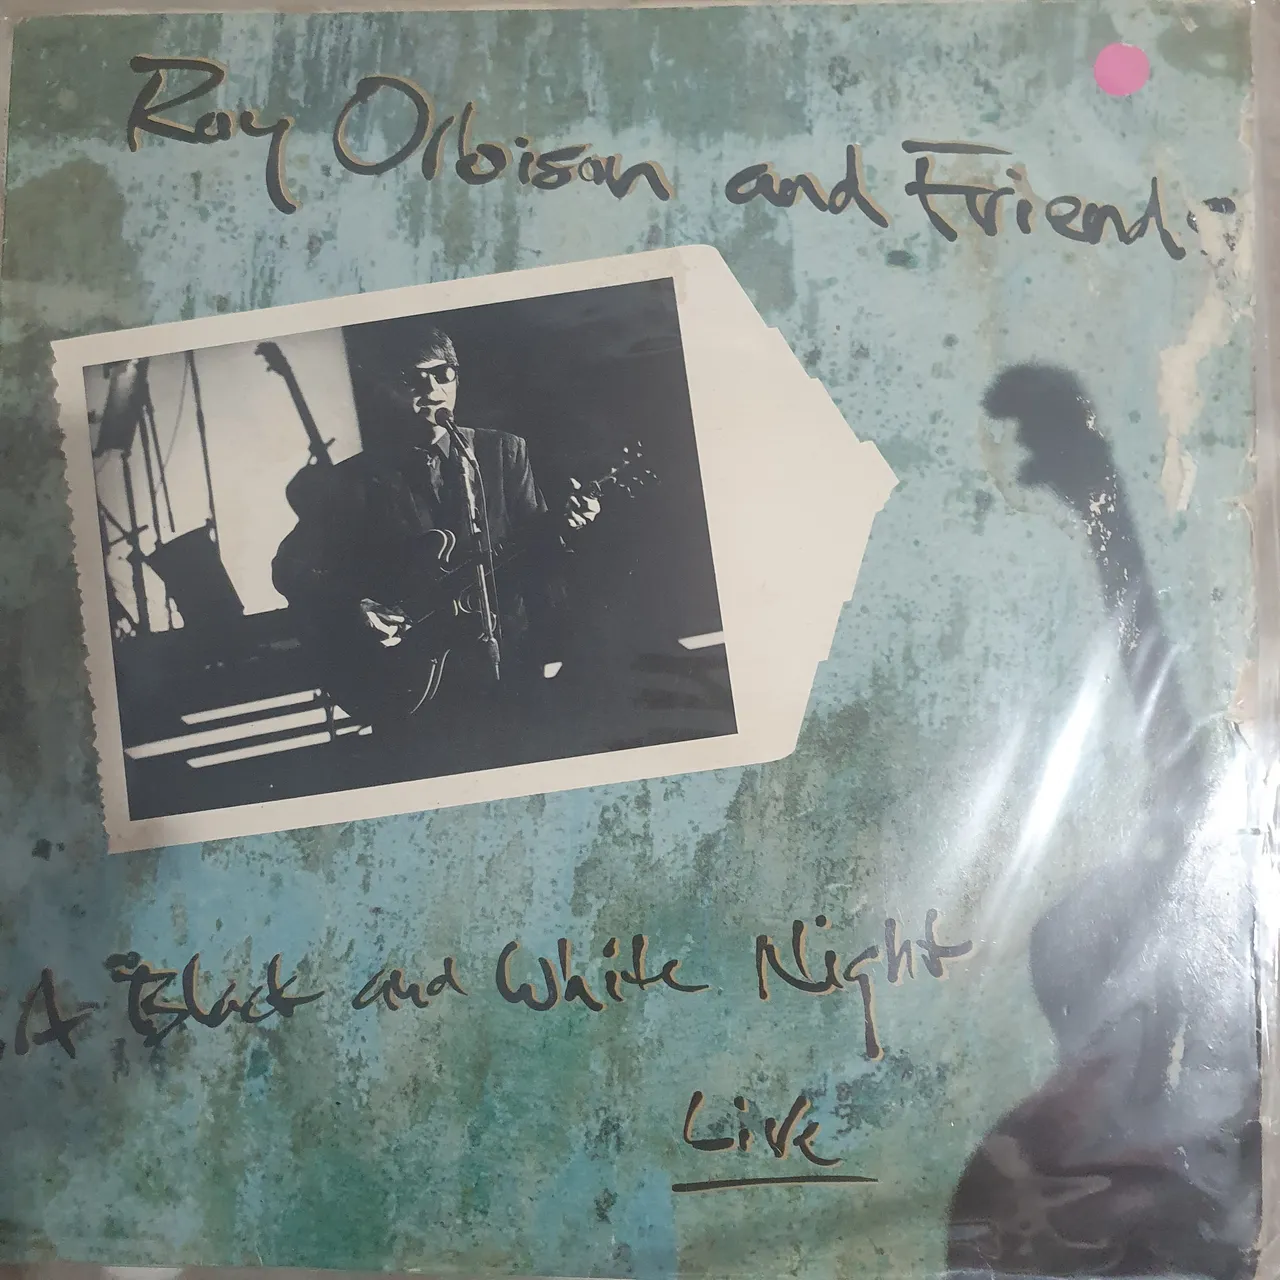 Roy Orbison and Friends
A Black and White Night
Live